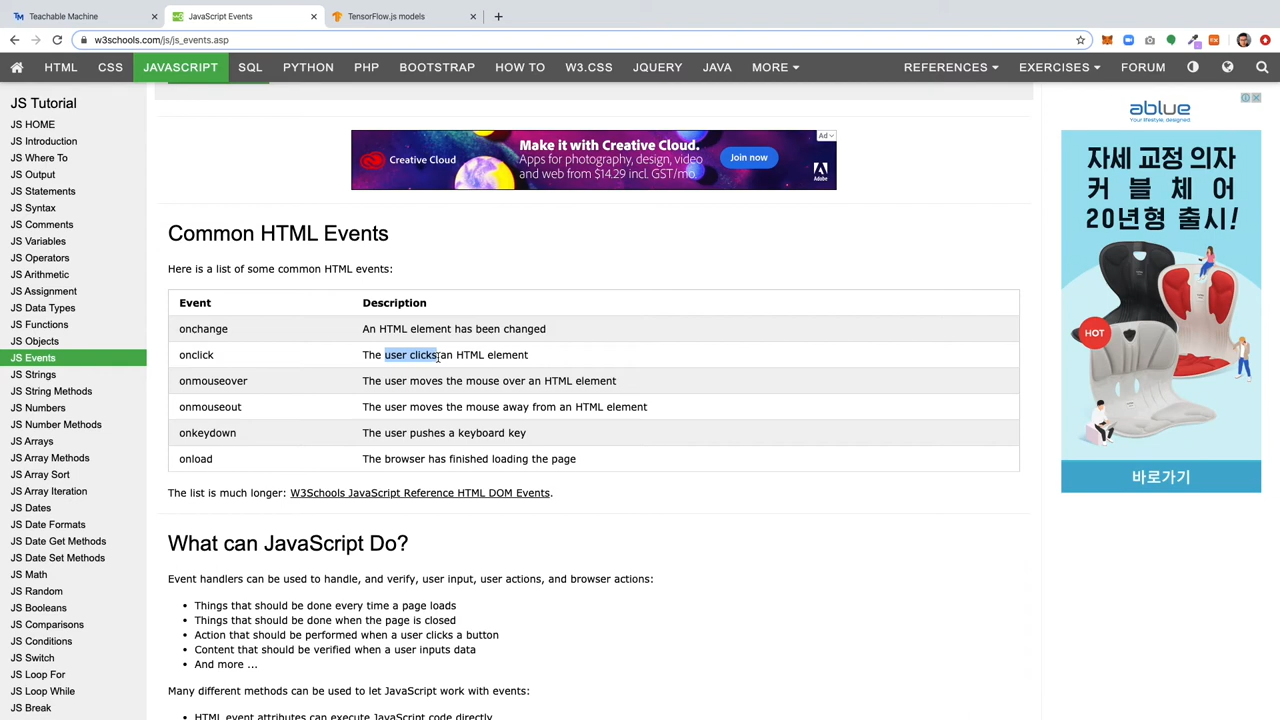 Teachable Machine
JavaScript Events
TensorFlow.js models
w3schools.com/js/js_events.asp
HTML CSS JAVASCRIPT SQL PYTHON PHP BOOTSTRAP HOW TO W3.CSS JQUERY JAVA MORE REFERENCES EXERCISES FORUM
JS Tutorial
JS HOME
JS Introduction
JS Where To
JS Output
JS Statements
JS Syntax
JS Comments
JS Variables
JS Operators
JS Arithmetic
JS Assignment
JS Data Types
JS Functions
JS Objects
JS Events
JS Strings
JS String Methods
JS Numbers
JS Number Methods
JS Arrays
JS Array Methods
JS Array Sort
JS Array Iteration
JS Dates
JS Date Formats
JS Date Get Methods
JS Date Set Methods
JS Math
JS Random
JS Booleans
JS Comparisons
JS Conditions
JS Switch
JS Loop For
JS Loop While
JS Break
Creative Cloud
Make it with Creative Cloud.
Apps for photography, design, video
and web from $14.29 incl. GST/mo
Join now
Ad
Adobe
Common HTML Events
Here is a list of some common HTML events:
Event Description
onchange An HTML element has been changed
onclick The user clicks an HTML element
onmouseover The user moves the mouse over an HTML element
onmouseout The user moves the mouse away from an HTML element
onkeydown The user pushes a keyboard key
onload The browser has finished loading the page
The list is much longer: W3Schools JavaScript Reference HTML DOM Events.
What can JavaScript Do?
Event handlers can be used to handle, and verify, user input, user actions, and browser actions:
• Things that should be done every time a page loads
• Things that should be done when the page is closed
• Action that should be performed when a user clicks a button
• Content that should be verified when a user inputs data
• And more ...
Many different methods can be used to let JavaScript work with events:
• HTML event attributes can execute JavaScript code directly
ablue
Your lifestyle, designed
자세 교정 의자
커블체어
20년형 출시!
HOT
바로가기